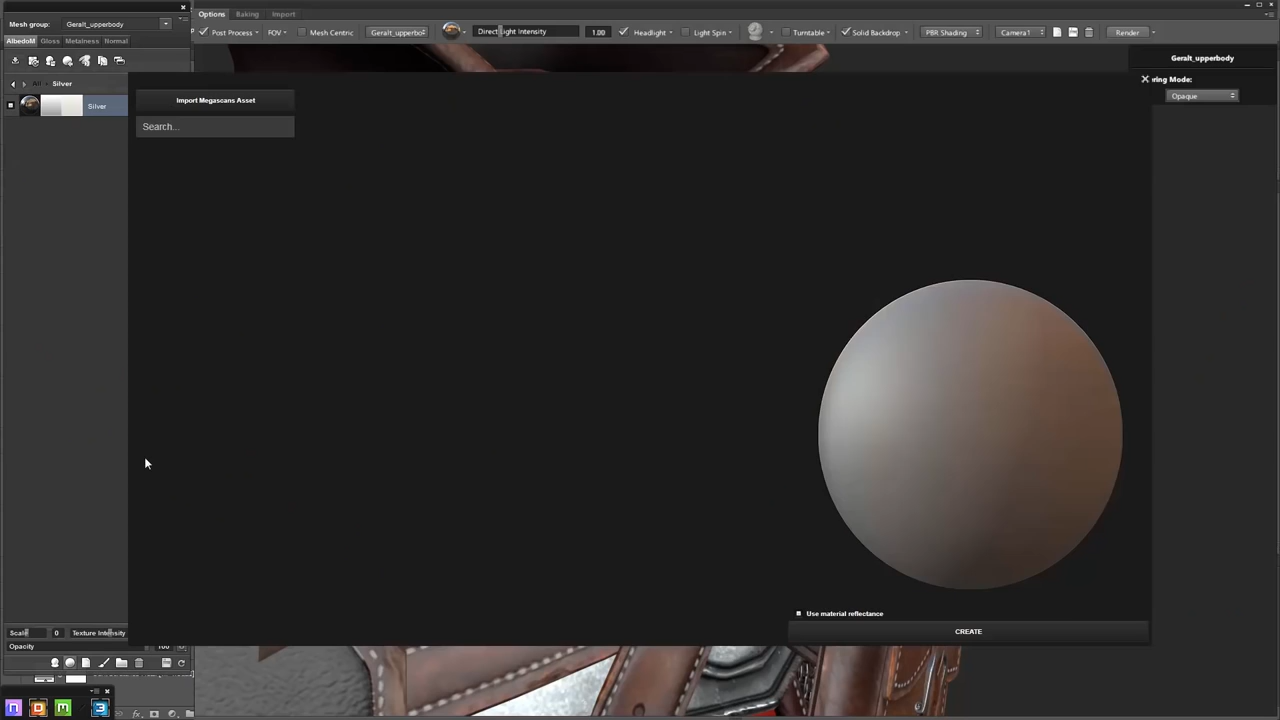 Mesh group: Geralt_upperbody
AlbedoM Gloss Metalness Normal
All Silver
Silver
Options Baking Import
Post Process FOV Mesh Centric Geralt_upperbo Direct Light Intensity 1.00 Headlight Light Spin Turntable Solid Backdrop PBR Shading Camera1 Render
Geralt_upperbody
ring Mode:
Opaque
Import Megascans Asset
Search...
Use material reflectance
CREATE
Scale 0 Texture Intensity
Opacity 100